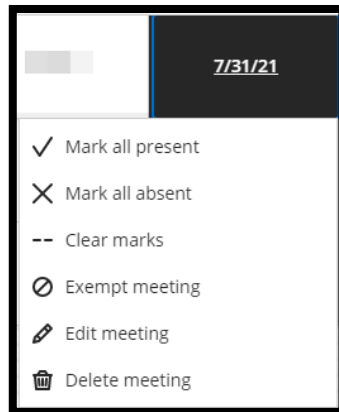 7/31/21
Mark all present
Mark all absent
-- Clear marks
Exempt meeting
Edit meeting
Delete meeting